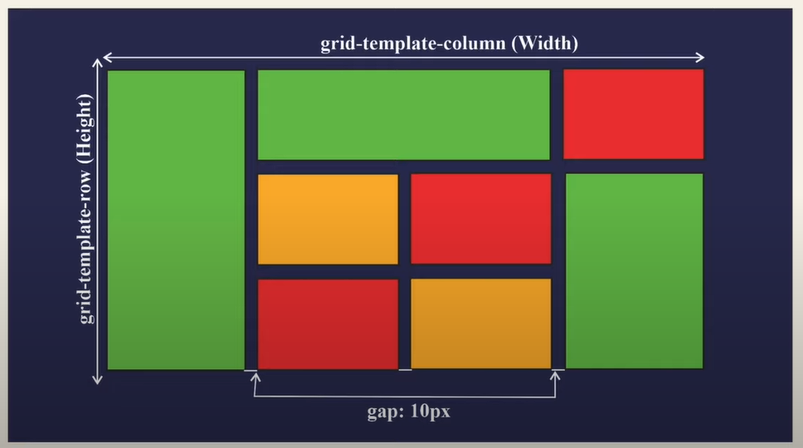 grid-template-column (Width)
grid-template-row (Height)
gap: 10px